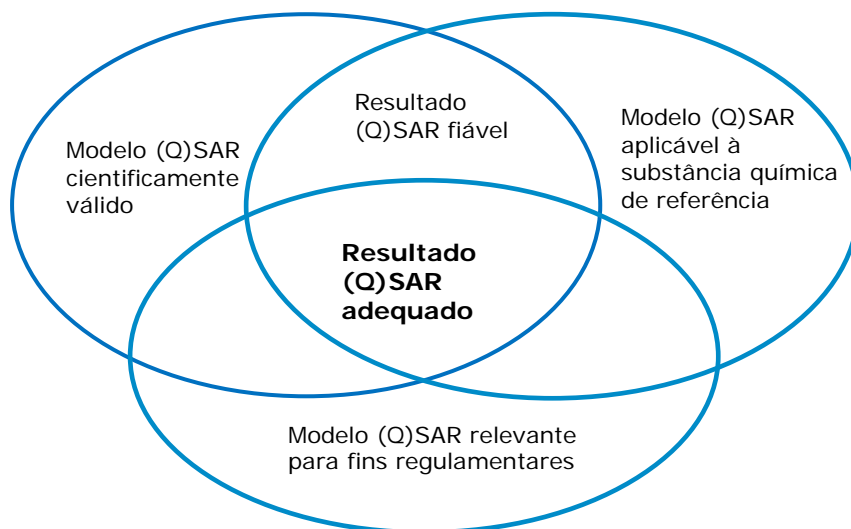 Resultado
(Q)SAR fiável
Modelo (Q)SAR
cientificamente
válido
Modelo (Q)SAR
aplicável à
substância química
de referência
Resultado
(Q)SAR
adequado
Modelo (Q)SAR relevante
para fins regulamentares